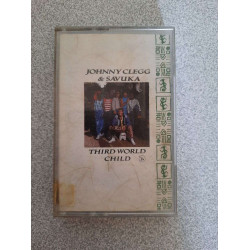 JOHNNY CLEGG
& SAVUKA
THIRD WORLD
CHILD